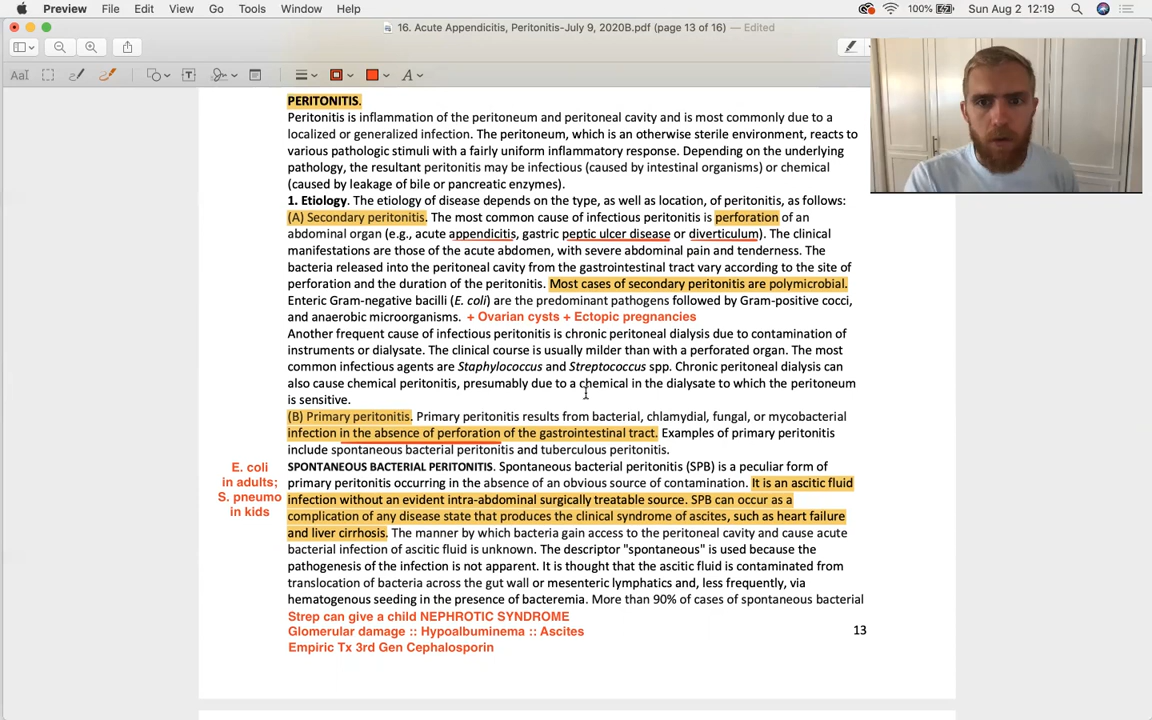 Preview File Edit View Go Tools Window Help 100% Sun Aug 2 12:19
16. Acute Appendicitis, Peritonitis-July 9, 2020B.pdf (page 13 of 16) — Edited
PERITONITIS.
Peritonitis is inflammation of the peritoneum and peritoneal cavity and is most commonly due to a
localized or generalized infection. The peritoneum, which is an otherwise sterile environment, reacts to
various pathologic stimuli with a fairly uniform inflammatory response. Depending on the underlying
pathology, the resultant peritonitis may be infectious (caused by intestinal organisms) or chemical
(caused by leakage of bile or pancreatic enzymes).
1. Etiology. The etiology of disease depends on the type, as well as location, of peritonitis, as follows:
(A) Secondary peritonitis. The most common cause of infectious peritonitis is perforation of an
abdominal organ (e.g., acute appendicitis, gastric peptic ulcer disease or diverticulum). The clinical
manifestations are those of the acute abdomen, with severe abdominal pain and tenderness. The
bacteria released into the peritoneal cavity from the gastrointestinal tract vary according to the site of
perforation and the duration of the peritonitis. Most cases of secondary peritonitis are polymicrobial.
Enteric Gram-negative bacilli (E. coli) are the predominant pathogens followed by Gram-positive cocci,
and anaerobic microorganisms. + Ovarian cysts + Ectopic pregnancies
Another frequent cause of infectious peritonitis is chronic peritoneal dialysis due to contamination of
instruments or dialysate. The clinical course is usually milder than with a perforated organ. The most
common infectious agents are Staphylococcus and Streptococcus spp. Chronic peritoneal dialysis can
also cause chemical peritonitis, presumably due to a chemical in the dialysate to which the peritoneum
is sensitive.
(B) Primary peritonitis. Primary peritonitis results from bacterial, chlamydial, fungal, or mycobacterial
infection in the absence of perforation of the gastrointestinal tract. Examples of primary peritonitis
include spontaneous bacterial peritonitis and tuberculous peritonitis.
E. coli
in adults;
S. pneumo
in kids
SPONTANEOUS BACTERIAL PERITONITIS. Spontaneous bacterial peritonitis (SPB) is a peculiar form of
primary peritonitis occurring in the absence of an obvious source of contamination. It is an ascitic fluid
infection without an evident intra-abdominal surgically treatable source. SPB can occur as a
complication of any disease state that produces the clinical syndrome of ascites, such as heart failure
and liver cirrhosis. The manner by which bacteria gain access to the peritoneal cavity and cause acute
bacterial infection of ascitic fluid is unknown. The descriptor "spontaneous" is used because the
pathogenesis of the infection is not apparent. It is thought that the ascitic fluid is contaminated from
translocation of bacteria across the gut wall or mesenteric lymphatics and, less frequently, via
hematogenous seeding in the presence of bacteremia. More than 90% of cases of spontaneous bacterial
Strep can give a child NEPHROTIC SYNDROME
Glomerular damage :: Hypoalbuminema :: Ascites
Empiric Tx 3rd Gen Cephalosporin
13